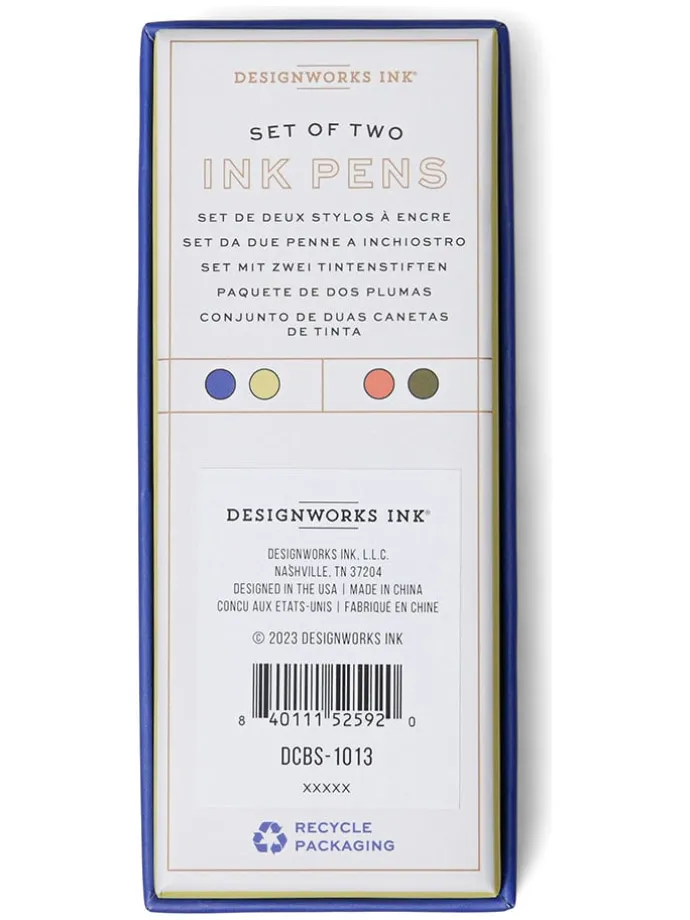 DESIGNWORKS INK®
SET OF TWO
INK PENS
SET DE DEUX STYLOS À ENCRE
SET DA DUE PENNE A INCHIOSTRO
SET MIT ZWEI TINTENSTIFTEN
PAQUETE DE DOS PLUMAS
CONJUNTO DE DUAS CANETAS
DE TINTA
DESIGNWORKS INK®
DESIGNWORKS INK, L.L.C.
NASHVILLE, TN 37204
DESIGNED IN THE USA | MADE IN CHINA
CONCU AUX ETATS-UNIS | FABRIQUÉ EN CHINE
© 2023 DESIGNWORKS INK
8 40111 52592 0
DCBS-1013
XXXXX
RECYCLE
PACKAGING